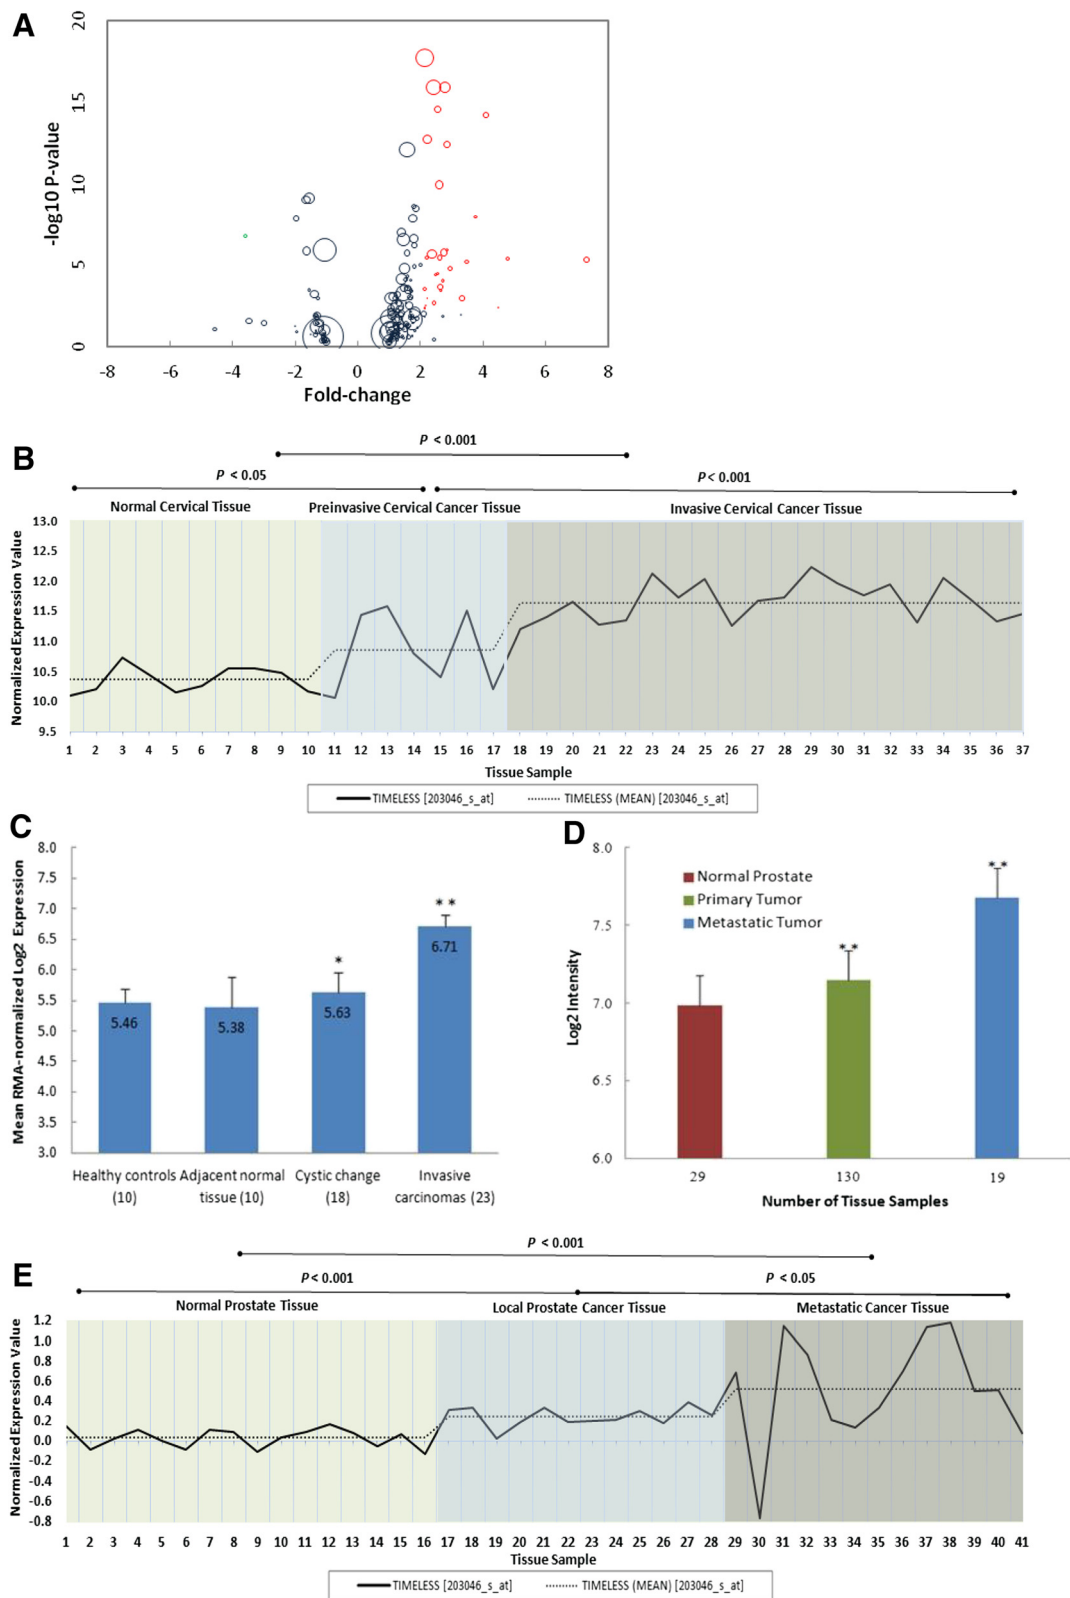 A
20
15
10
5
0
-log10 P-value
-8 -6 -4 -2 0 2 4 6 8
Fold-change
B
P < 0.001
P < 0.05
P < 0.001
Normal Cervical Tissue
Preinvasive Cervical Cancer Tissue
Invasive Cervical Cancer Tissue
13.0
12.5
12.0
11.5
11.0
10.5
10.0
9.5
Normalized Expression Value
1 2 3 4 5 6 7 8 9 10 11 12 13 14 15 16 17 18 19 20 21 22 23 24 25 26 27 28 29 30 31 32 33 34 35 36 37
Tissue Sample
TIMELESS [203046_s_at]
TIMELESS (MEAN) [203046_s_at]
C
8.0
7.5
7.0
6.5
6.0
5.5
5.0
4.5
4.0
3.5
3.0
Mean RMA-normalized Log2 Expression
5.46
5.38
*
5.63
**
6.71
Healthy controls
(10)
Adjacent normal
tissue (10)
Cystic change
(18)
Invasive
carcinomas (23)
D
8.0
7.5
7.0
6.5
6.0
Log2 Intensity
Normal Prostate
Primary Tumor
Metastatic Tumor
**
**
29 130 19
Number of Tissue Samples
E
P < 0.001
P < 0.001
P < 0.05
Normal Prostate Tissue
Local Prostate Cancer Tissue
Metastatic Cancer Tissue
1.2
1.0
0.8
0.6
0.4
0.2
0.0
-0.2
-0.4
-0.6
-0.8
Normalized Expression Value
1 2 3 4 5 6 7 8 9 10 11 12 13 14 15 16 17 18 19 20 21 22 23 24 25 26 27 28 29 30 31 32 33 34 35 36 37 38 39 40 41
Tissue Sample
TIMELESS [203046_s_at]
TIMELESS (MEAN) [203046_s_at]